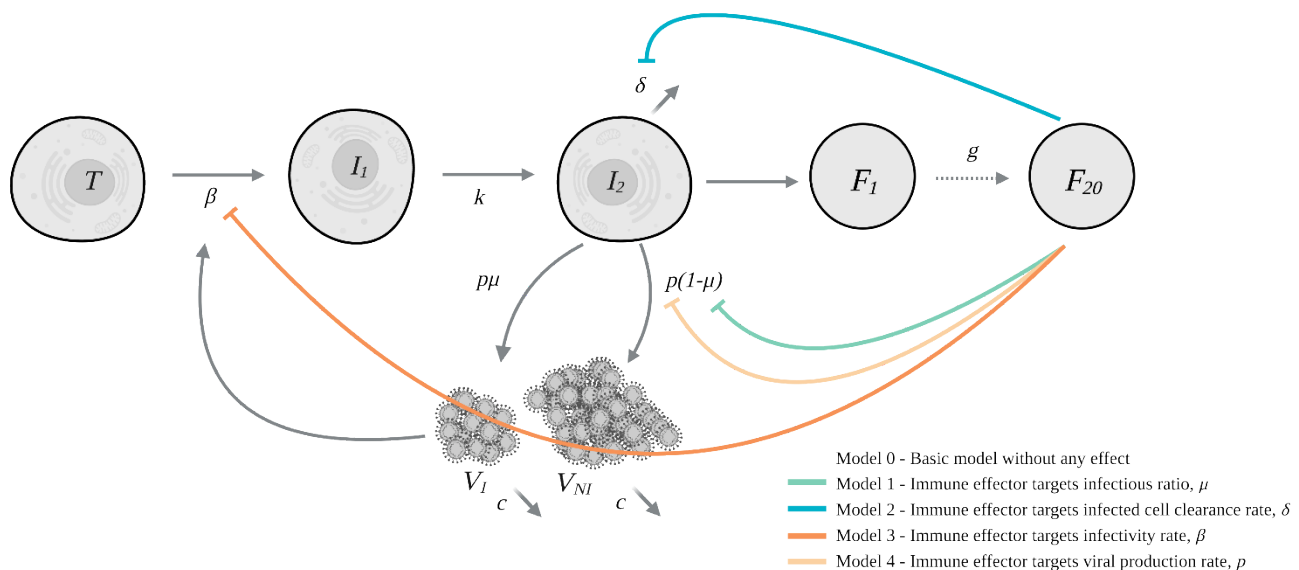 δ
T
I1
I2
F1
g
F20
β
k
pμ
p(1-μ)
V1
VNI
c
c
Model 0 - Basic model without any effect
Model 1 - Immune effector targets infectious ratio, μ
Model 2 - Immune effector targets infected cell clearance rate, δ
Model 3 - Immune effector targets infectivity rate, β
Model 4 - Immune effector targets viral production rate, p